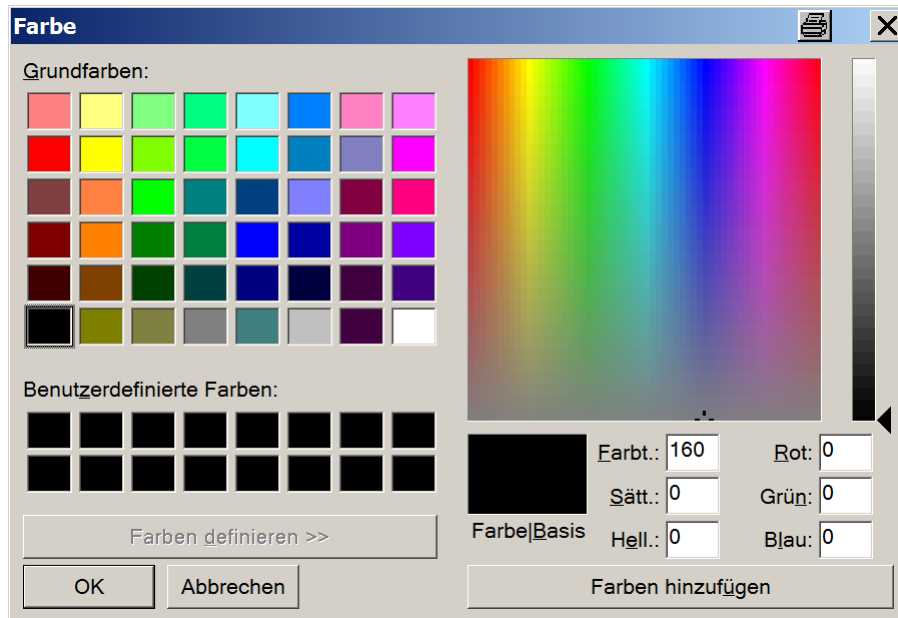 Farbe
Grundfarben:
Benutzerdefinierte Farben:
Farben definieren >>
OK
Abbrechen
Farbe|Basis
Farbt.: 160
Sätt.: 0
Hell.: 0
Rot: 0
Grün: 0
Blau: 0
Farben hinzufügen